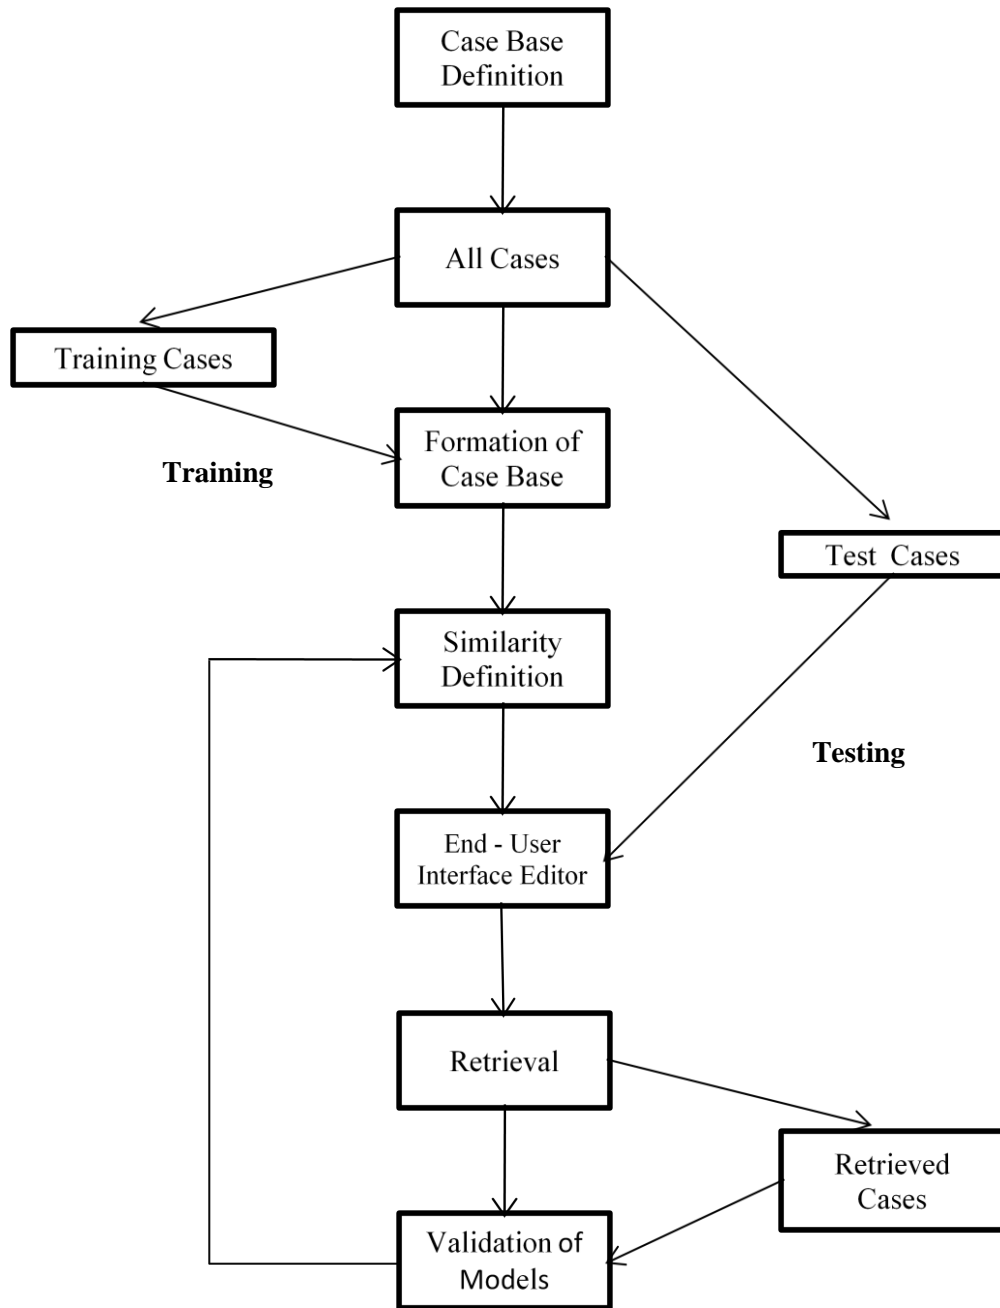 Case Base
Definition
All Cases
Training Cases
Formation of
Case Base
Training
Test Cases
Similarity
Definition
Testing
End - User
Interface Editor
Retrieval
Retrieved
Cases
Validation of
Models